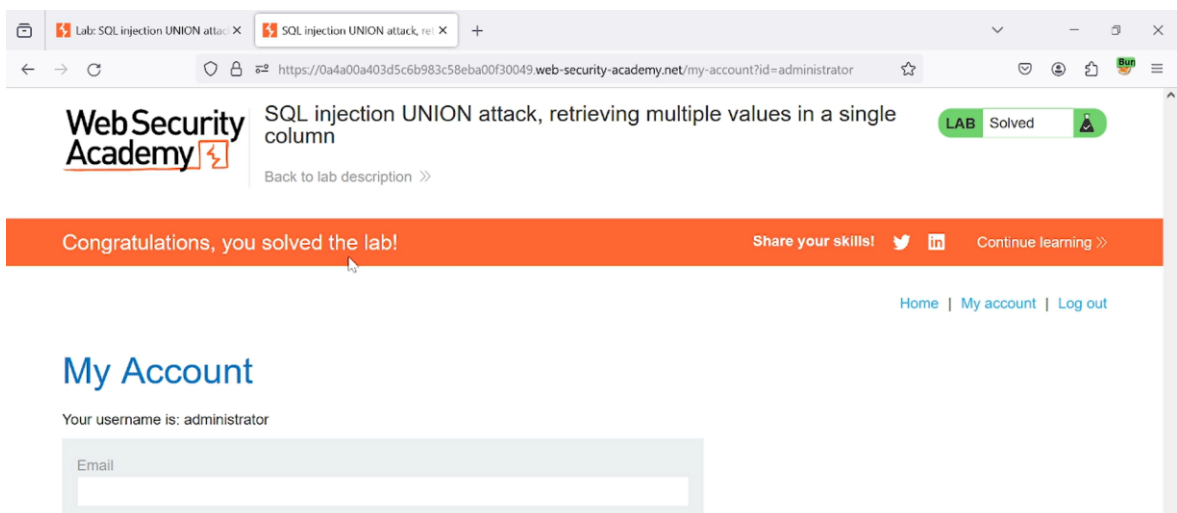 Lab: SQL injection UNION attac
SQL injection UNION attack, ret
https://0a4a00a403d5c6b983c58eba00f30049.web-security-academy.net/my-account?id=administrator
Bur
Web Security
Academy
SQL injection UNION attack, retrieving multiple values in a single
column
Back to lab description
LAB Solved
Congratulations, you solved the lab!
Share your skills!
Continue learning
Home | My account | Log out
My Account
Your username is: administrator
Email